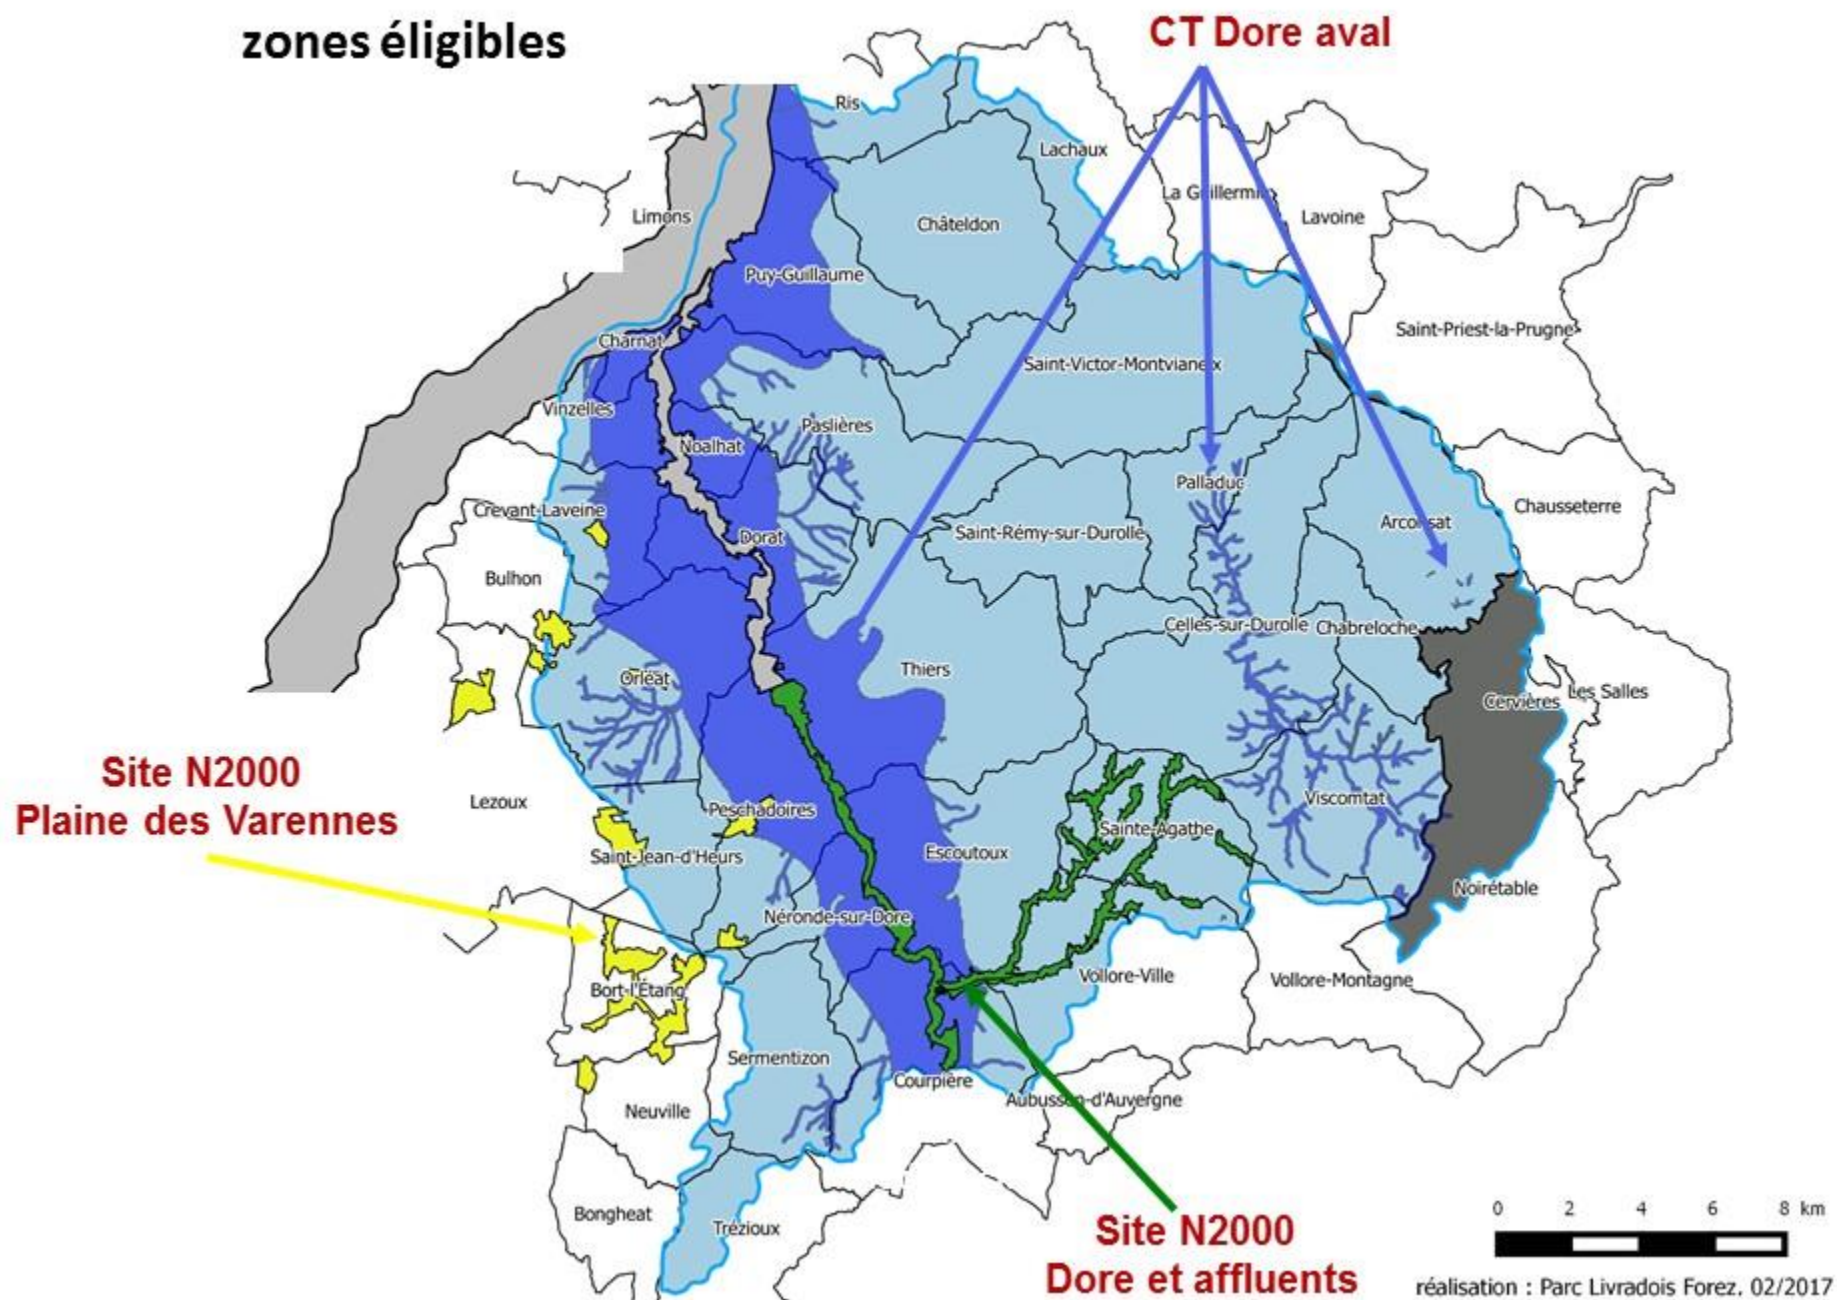 zones éligibles
CT Dore aval
Ris
Lachaux
La Guillermie
Lavoine
Limons
Châteldon
Puy-Guillaume
Saint-Priest-la-Prugne
Charnat
Saint-Victor-Montvianeix
Vinzelles
Paslières
Noalhat
Palladuc
Crevant-Laveine
Chausseterre
Arconsat
Saint-Rémy-sur-Durolle
Dorat
Bulhon
Celles-sur-Durolle
Chabreloche
Thiers
Orléat
Cervières
Les Salles
Site N2000
Plaine des Varennes
Lezoux
Peschadoires
Viscomtat
Sainte-Agathe
Saint-Jean-d'Heurs
Escoutoux
Noirétable
Néronde-sur-Dore
Vollore-Ville
Vollore-Montagne
Bort-l'Étang
Sermentizon
Courpière
Aubusson-d'Auvergne
Neuville
Bongheat
Trézioux
Site N2000
Dore et affluents
0 2 4 6 8 km
réalisation : Parc Livradois Forez, 02/2017